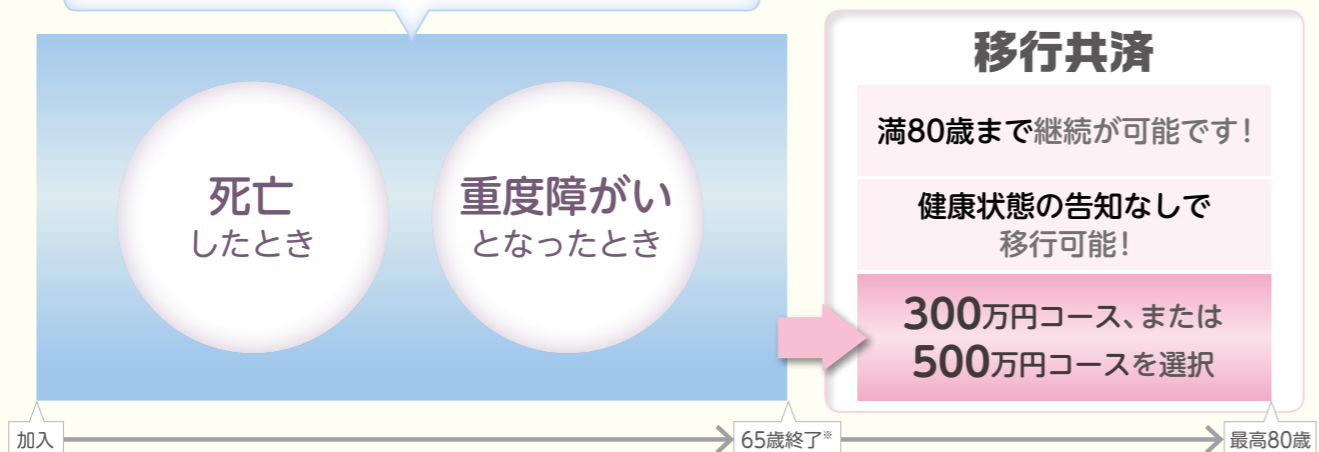 死亡
したとき
重度障がい
となったとき
移行共済
満80歳まで継続が可能です!
健康状態の告知なしで
移行可能!
300万円コース、または
500万円コースを選択
加入
65歳終了※
最高80歳